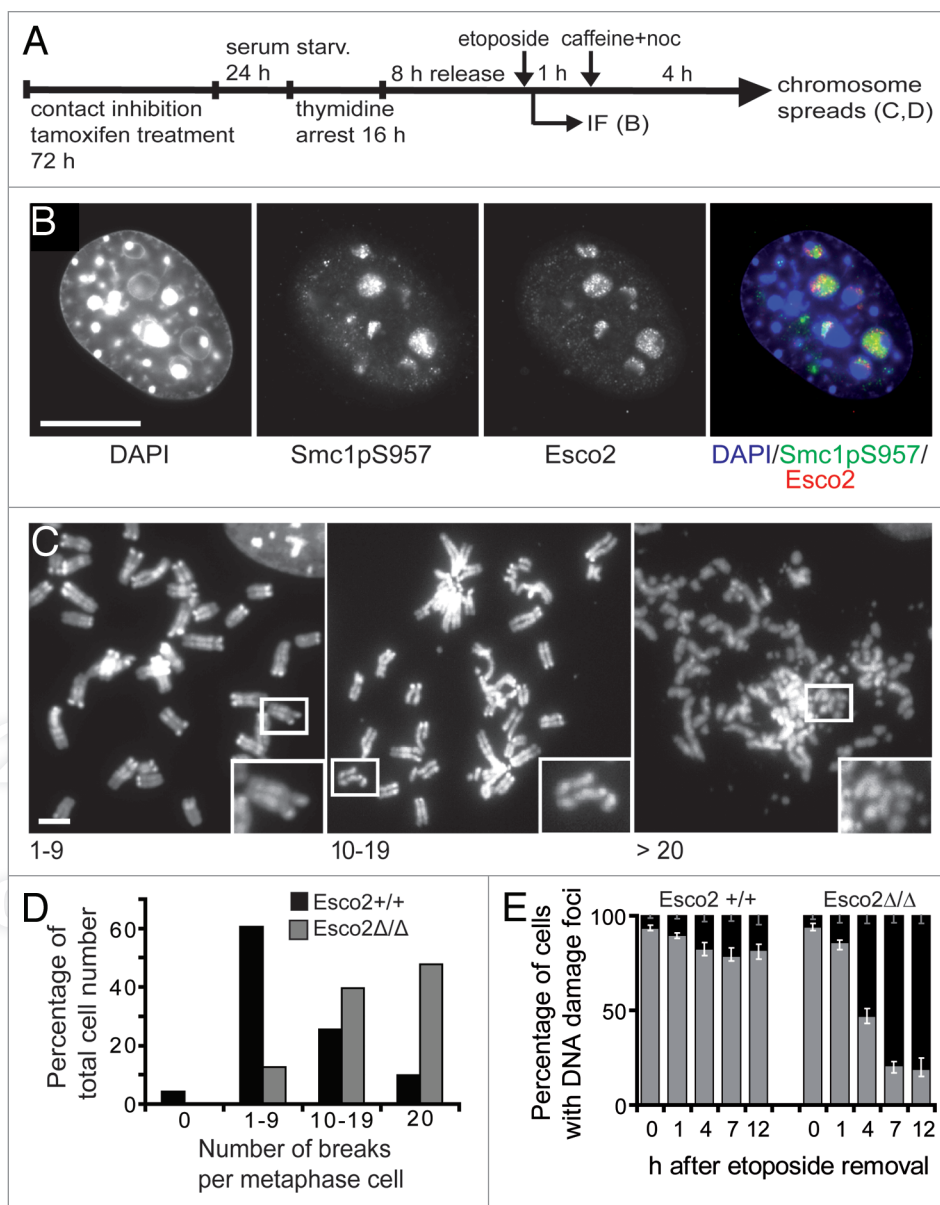 A
serum starv.
24 h
etoposide
caffeine+noc
8 h release
1 h
4 h
contact inhibition
tamoxifen treatment
72 h
thymidine
arrest 16 h
IF (B)
chromosome
spreads (C,D)
B
DAPI
Smc1pS957
Esco2
DAPI/Smc1pS957/
Esco2
C
1-9
10-19
> 20
D
Percentage of
total cell number
60
40
20
0
Esco2+/+
Esco2Δ/Δ
0
1-9
10-19
20
Number of breaks
per metaphase cell
E
Esco2 +/+
Esco2Δ/Δ
Percentage of cells
with DNA damage foci
100
50
0
0 1 4 7 12
0 1 4 7 12
h after etoposide removal